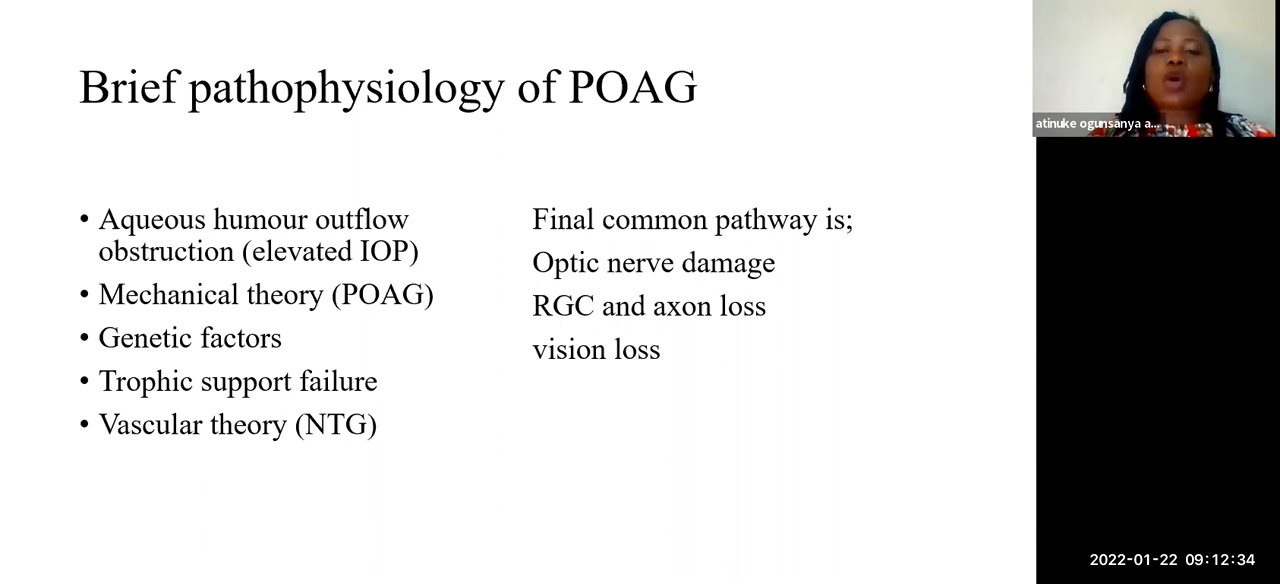 Brief pathophysiology of POAG
• Aqueous humour outflow
obstruction (elevated IOP)
• Mechanical theory (POAG)
• Genetic factors
• Trophic support failure
• Vascular theory (NTG)
Final common pathway is;
Optic nerve damage
RGC and axon loss
vision loss
atinuke ogunsanya a...
2022-01-22 09:12:34